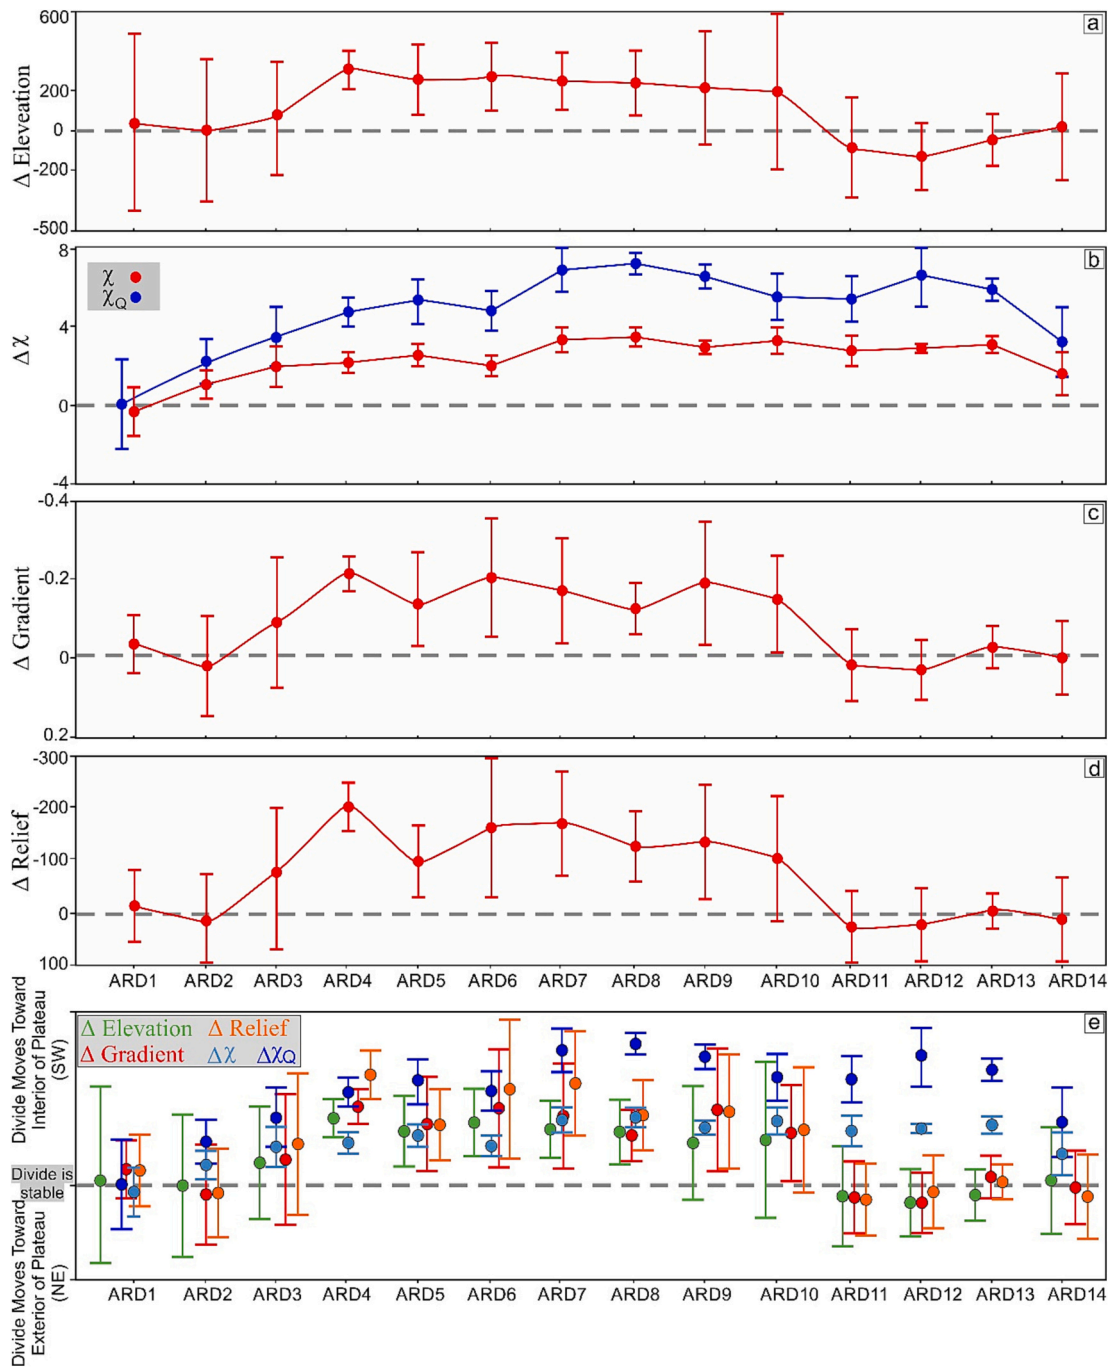 a
600
200
0
-200
-500
Δ Eleveation
b
8
4
0
-4
Δχ
χ
χQ
c
-0.4
-0.2
0
0.2
Δ Gradient
d
-300
-200
-100
0
100
Δ Relief
ARD1 ARD2 ARD3 ARD4 ARD5 ARD6 ARD7 ARD8 ARD9 ARD10 ARD11 ARD12 ARD13 ARD14
e
Δ Elevation Δ Relief
Δ Gradient Δχ ΔχQ
Divide Moves Toward
Interior of Plateau
(SW)
Divide is
stable
Divide Moves Toward
Exterior of Plateau
(NE)
ARD1 ARD2 ARD3 ARD4 ARD5 ARD6 ARD7 ARD8 ARD9 ARD10 ARD11 ARD12 ARD13 ARD14